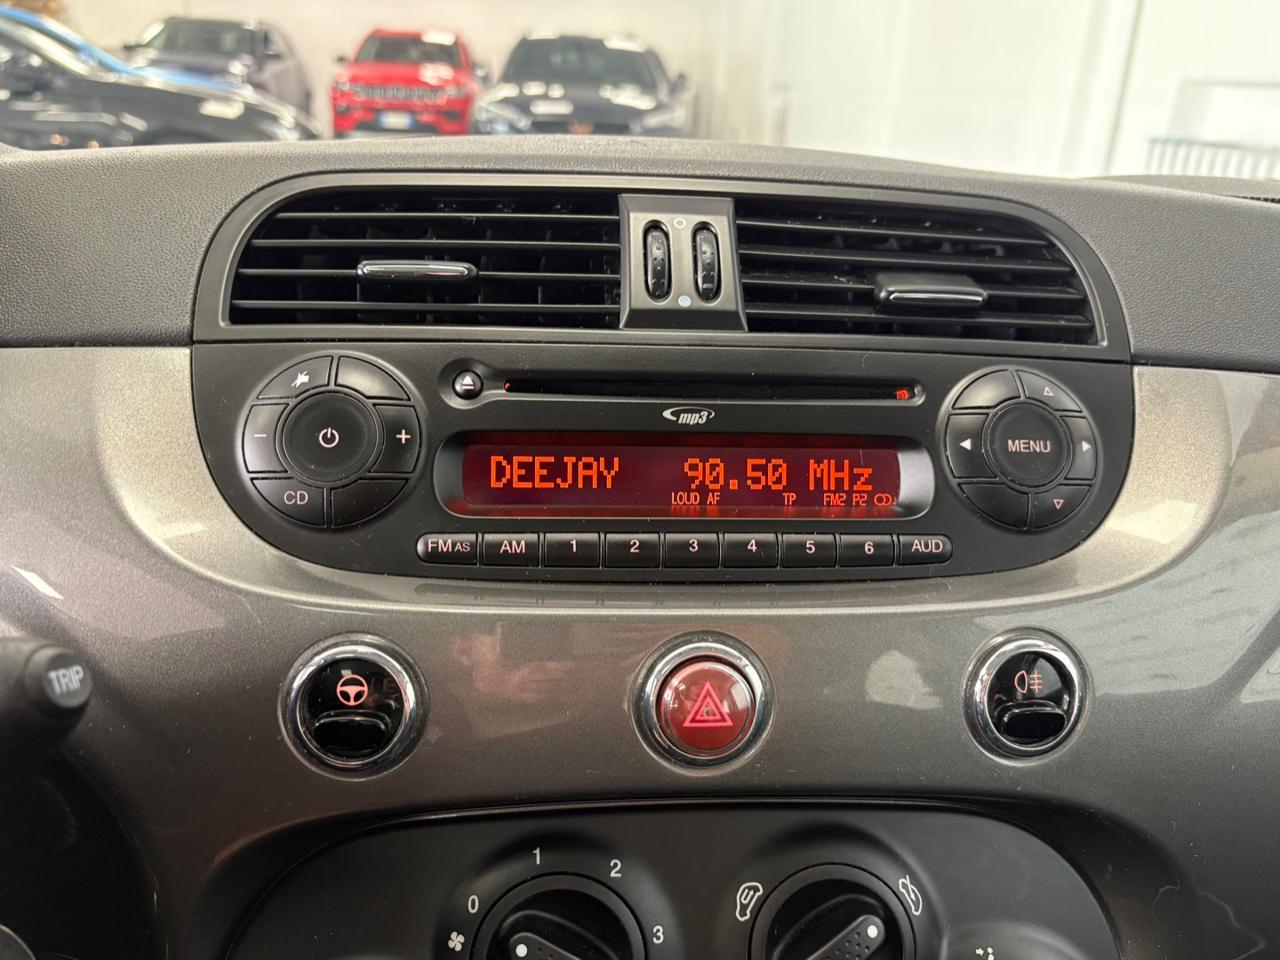 mp3
DEEJAY 90.50 MHz
LOUD AF TP FM2 P2
MENU
CD
FM AS AM 1 2 3 4 5 6 AUD
TRIP
0 1 2 3